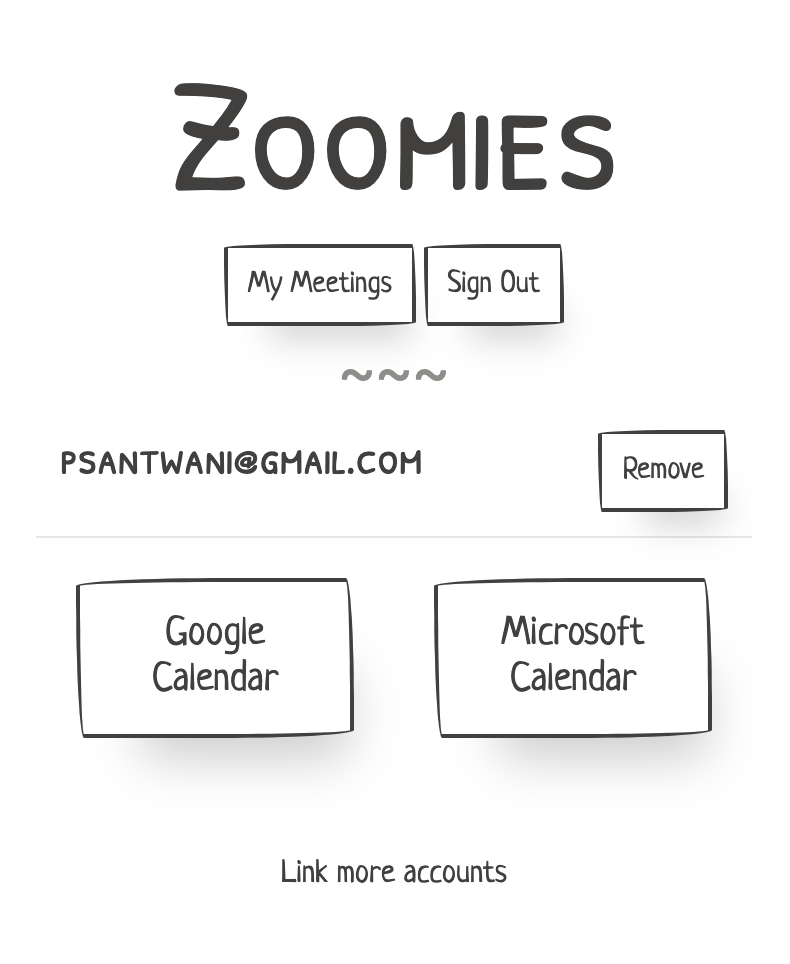 ZOOMIES
My Meetings Sign Out
~~~
PSANTWANI@GMAIL.COM Remove
Google Microsoft
Calendar Calendar
Link more accounts